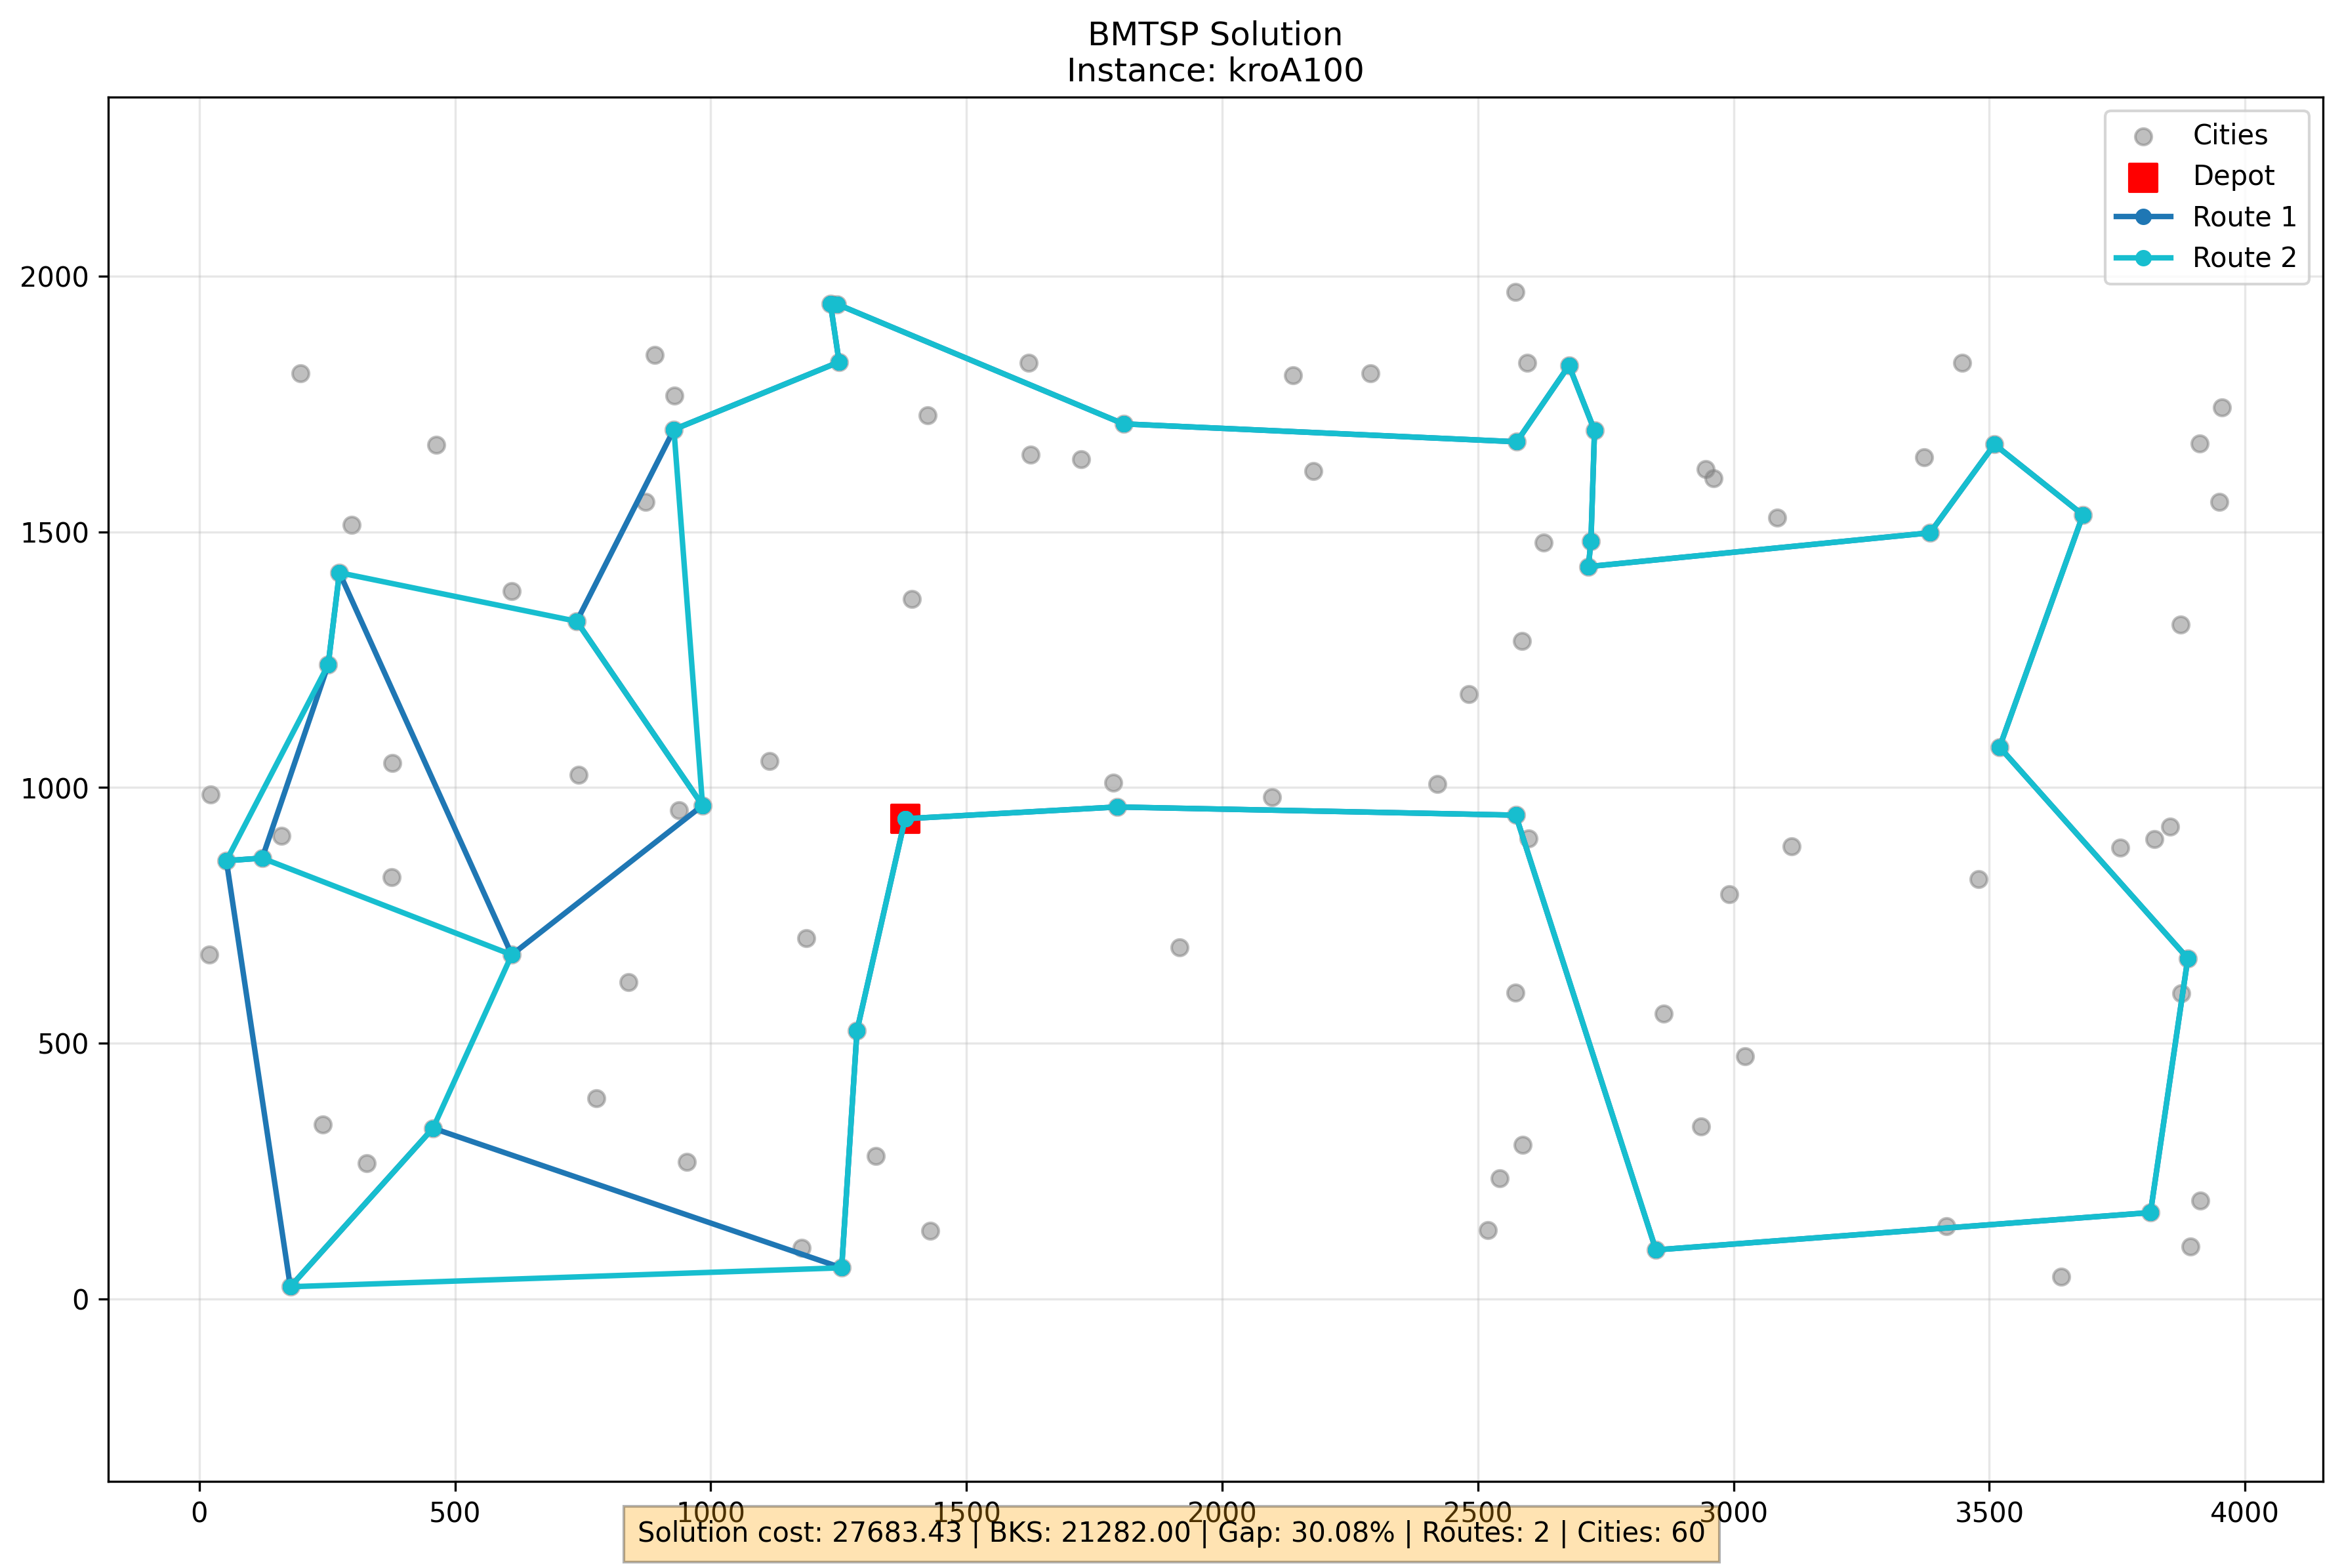 BMTSP Solution
Instance: kroA100
Cities
Depot
Route 1
Route 2
2000
1500
1000
500
0
0
500
1000
1500
2000
2500
3000
3500
4000
Solution cost: 27683.43 | BKS: 21282.00 | Gap: 30.08% | Routes: 2 | Cities: 60